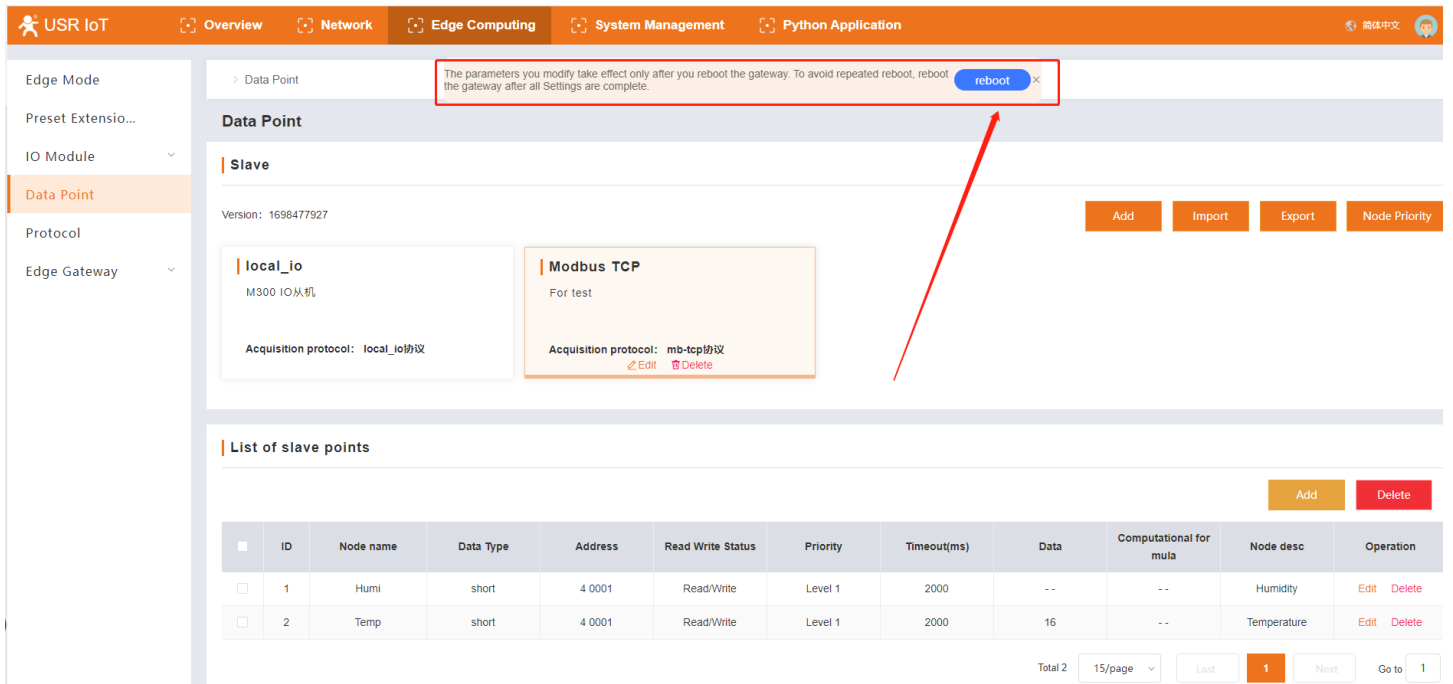 USR IoT
Overview
Network
Edge Computing
System Management
Python Application
简体中文
Edge Mode
Preset Extensio...
IO Module
Data Point
Protocol
Edge Gateway
Data Point
The parameters you modify take effect only after you reboot the gateway. To avoid repeated reboot, reboot
the gateway after all Settings are complete.
reboot
Data Point
Slave
Version: 1698477927
Add
Import
Export
Node Priority
local_io
M300 IO从机
Acquisition protocol: local_io协议
Modbus TCP
For test
Acquisition protocol: mb-tcp协议
Edit Delete
List of slave points
Add
Delete
ID Node name Data Type Address Read Write Status Priority Timeout(ms) Data Computational for
mula Node desc Operation
1 Humi short 4 0001 Read/Write Level 1 2000 - - - - Humidity Edit Delete
2 Temp short 4 0001 Read/Write Level 1 2000 16 - - Temperature Edit Delete
Total 2 15/page Last 1 Next Go to 1